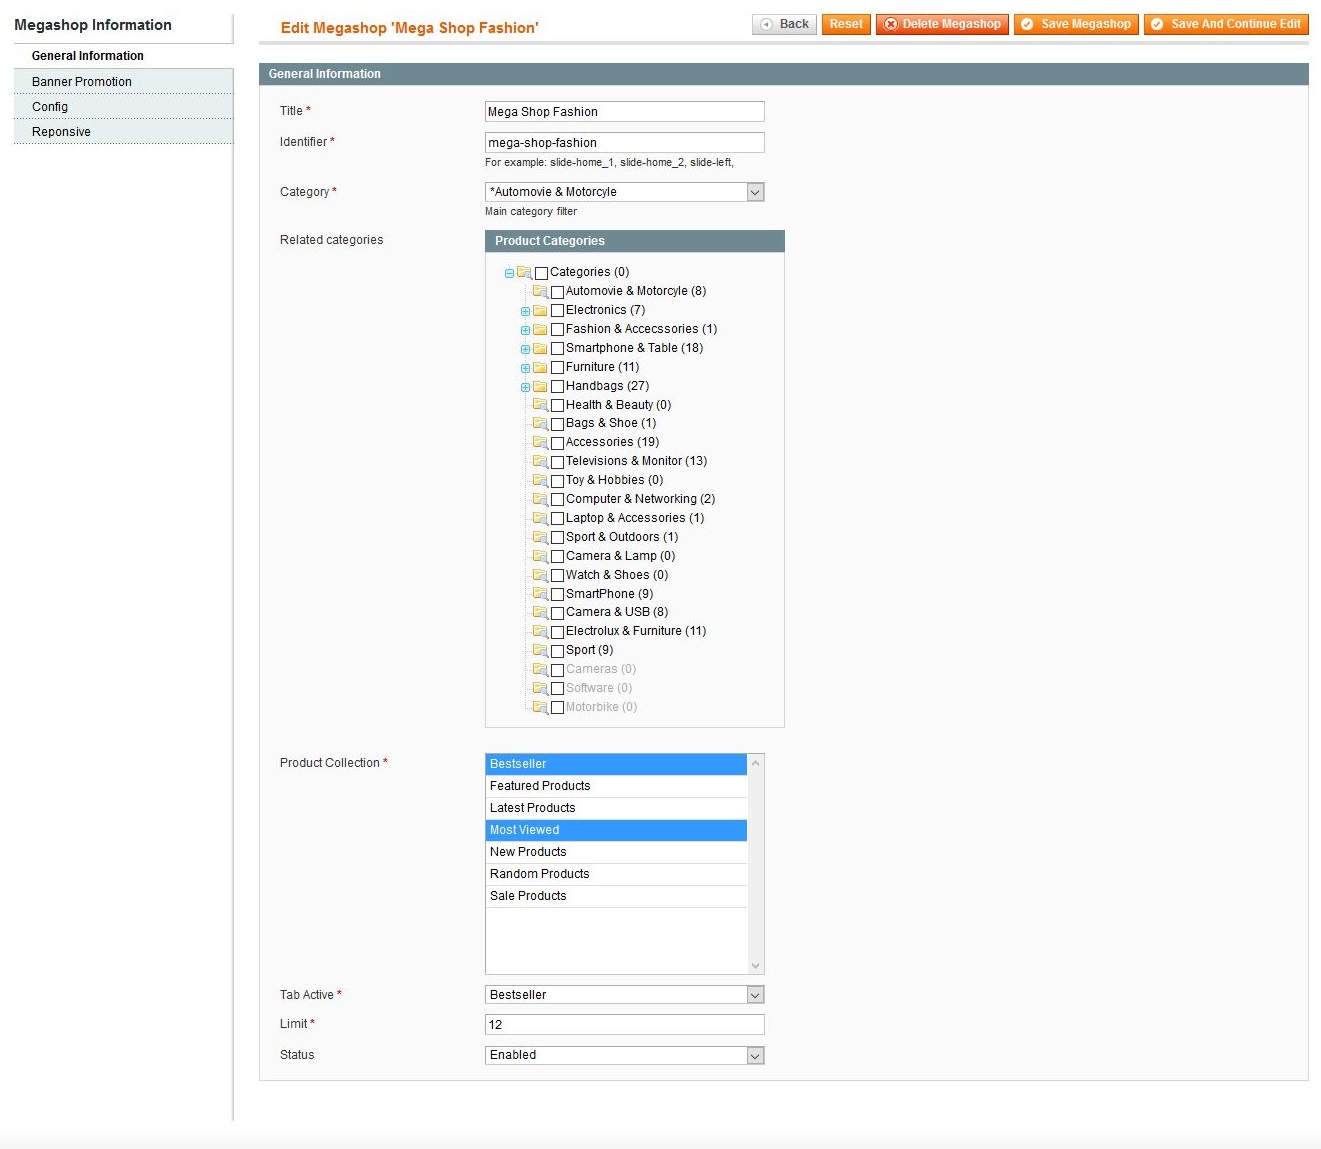 Megashop Information
General Information
Banner Promotion
Config
Reponsive
Edit Megashop 'Mega Shop Fashion'
Back
Reset
Delete Megashop
Save Megashop
Save And Continue Edit
General Information
Title *
Mega Shop Fashion
Identifier *
mega-shop-fashion
For example: slide-home_1, slide-home_2, slide-left,
Category *
*Automovie & Motorcyle
Main category filter
Related categories
Product Categories
Categories (0)
Automovie & Motorcyle (8)
Electronics (7)
Fashion & Accecssories (1)
Smartphone & Table (18)
Furniture (11)
Handbags (27)
Health & Beauty (0)
Bags & Shoe (1)
Accessories (19)
Televisions & Monitor (13)
Toy & Hobbies (0)
Computer & Networking (2)
Laptop & Accessories (1)
Sport & Outdoors (1)
Camera & Lamp (0)
Watch & Shoes (0)
SmartPhone (9)
Camera & USB (8)
Electrolux & Furniture (11)
Sport (9)
Cameras (0)
Software (0)
Motorbike (0)
Product Collection *
Bestseller
Featured Products
Latest Products
Most Viewed
New Products
Random Products
Sale Products
Tab Active *
Bestseller
Limit *
12
Status
Enabled